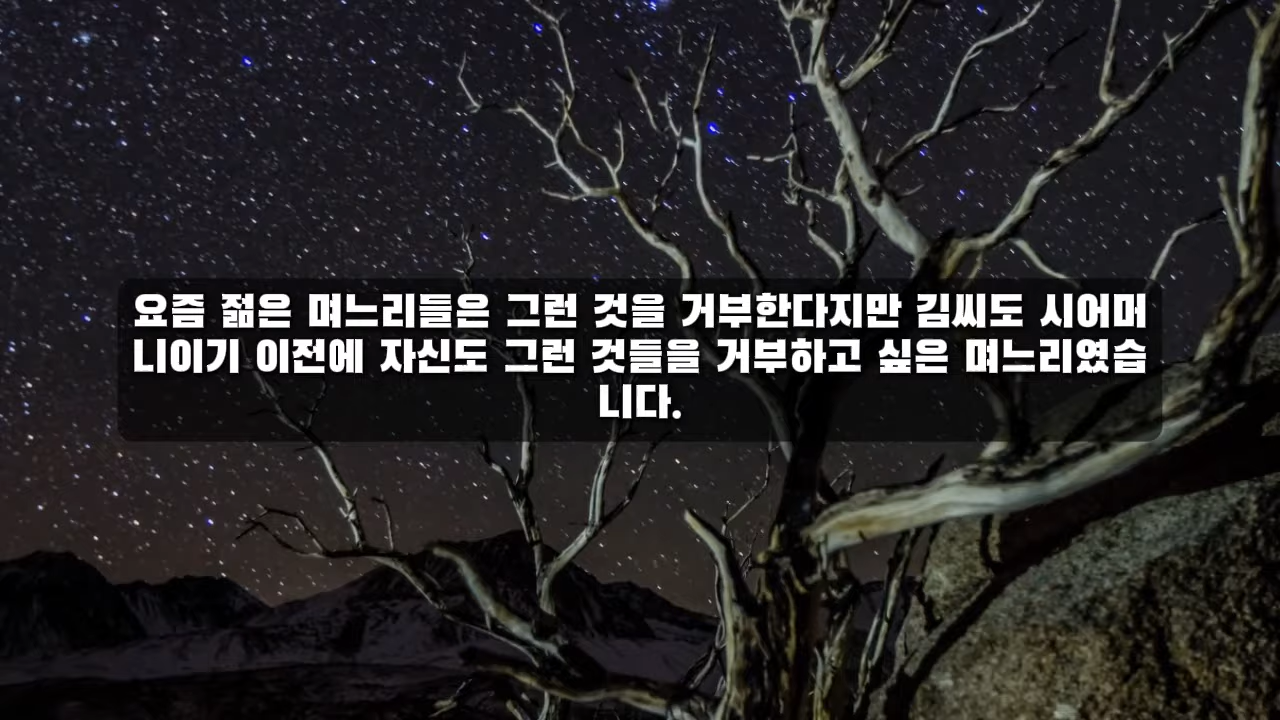 요즘 젊은 며느리들은 그런 것을 거부한다지만 김씨도 시어머
니이기 이전에 자신도 그런 것들을 거부하고 싶은 며느리였습
니다.